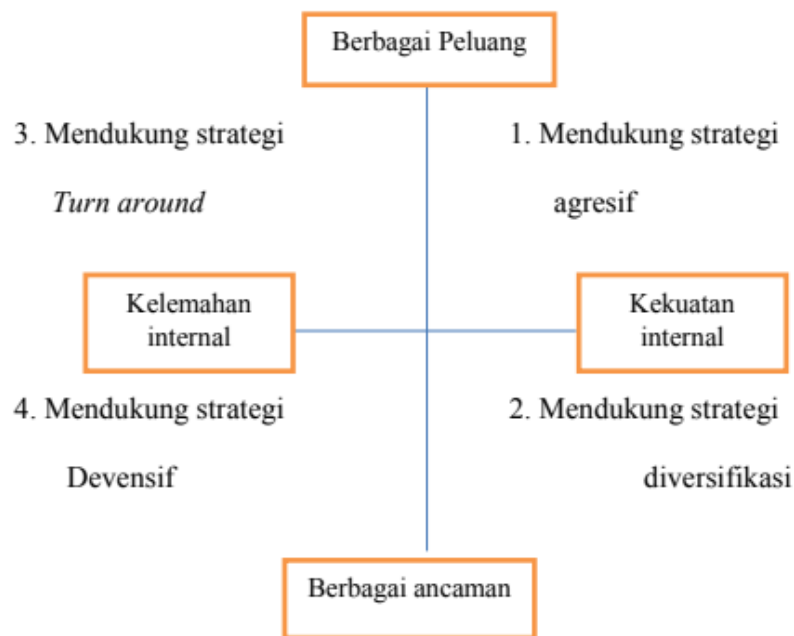 Berbagai Peluang
3. Mendukung strategi
Turn around
1. Mendukung strategi
agresif
Kelemahan
internal
Kekuatan
internal
4. Mendukung strategi
Devensif
2. Mendukung strategi
diversifikasi
Berbagai ancaman